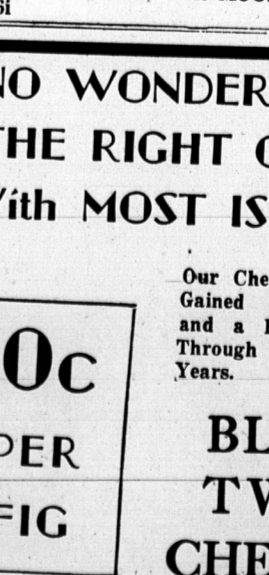 6i
NO WONDER
THE RIGHT
With MOST IS
Our Che
Gained
and a
Through
Years.
0c
PER
FIG
BL
TW
CHE